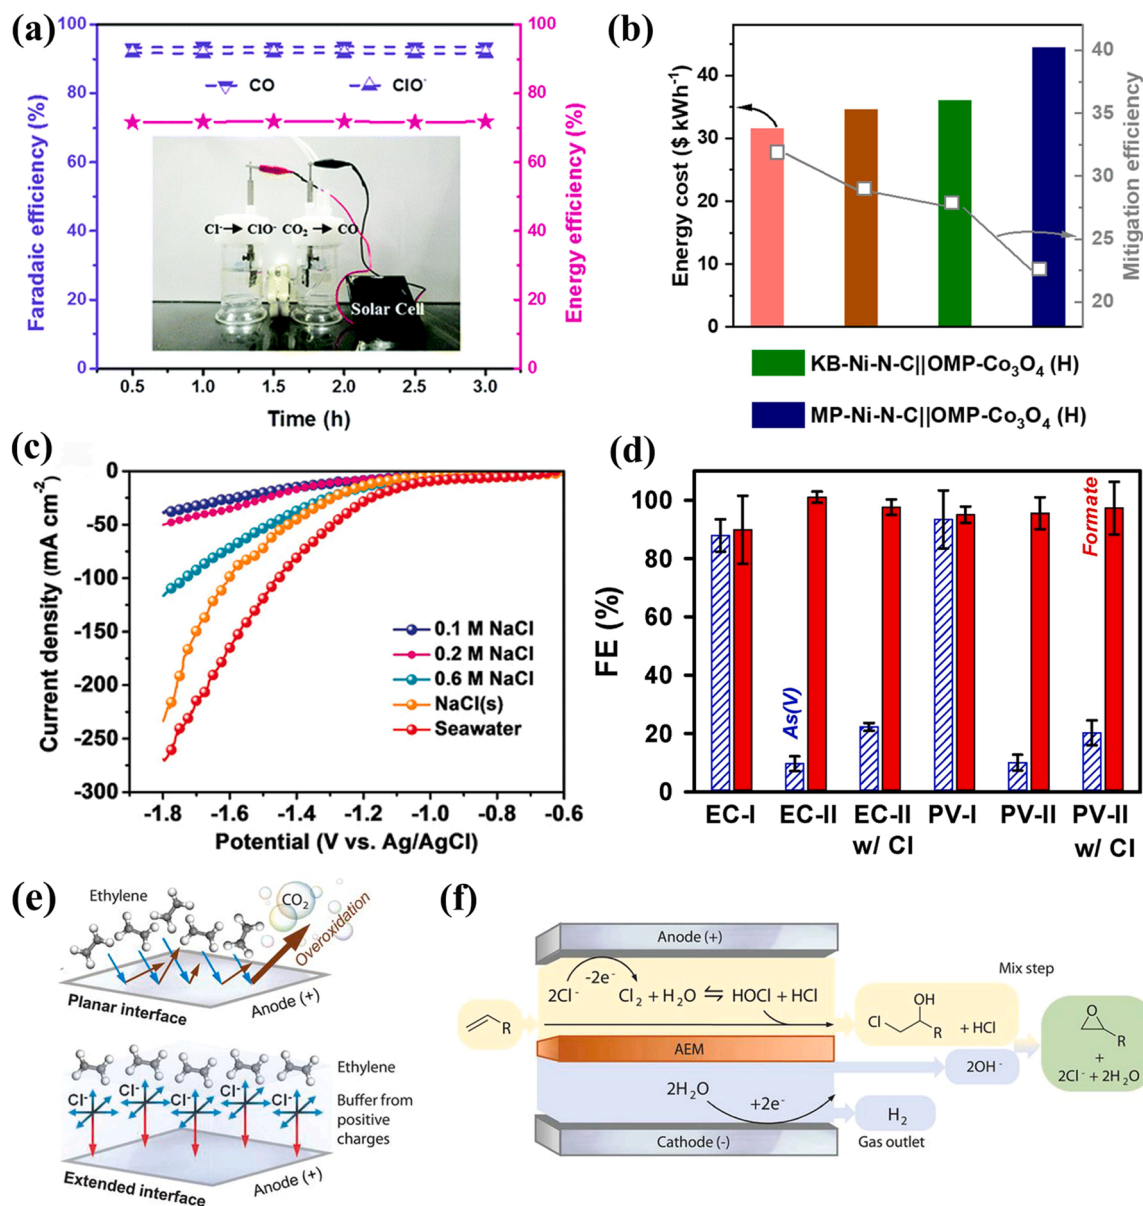 (a)
100
80
60
40
20
0
Faradaic efficiency (%)
CO
ClO⁻
Cl⁻→ClO⁻ CO₂→CO
Solar Cell
100
80
60
40
20
0
Energy efficiency (%)
0.5 1.0 1.5 2.0 2.5 3.0
Time (h)
(b)
40
30
20
10
0
Energy cost ($ kWh⁻¹)
40
35
30
25
20
Mitigation efficiency
KB-Ni-N-C||OMP-Co₃O₄ (H)
MP-Ni-N-C||OMP-Co₃O₄ (H)
(c)
0
-50
-100
-150
-200
-250
-300
Current density (mA cm⁻²)
0.1 M NaCl
0.2 M NaCl
0.6 M NaCl
NaCl(s)
Seawater
-1.8 -1.6 -1.4 -1.2 -1.0 -0.8 -0.6
Potential (V vs. Ag/AgCl)
(d)
100
80
60
40
20
0
FE (%)
As(V)
Formate
EC-I EC-II EC-II PV-I PV-II PV-II
w/ Cl w/ Cl
(e)
Ethylene
CO₂
Overoxidation
Planar interface
Anode (+)
Ethylene
Cl⁻ Cl⁻ Cl⁻ Cl⁻ Cl⁻
Buffer from
positive
charges
Extended interface
Anode (+)
(f)
Anode (+)
-2e⁻
2Cl⁻ Cl₂ + H₂O ⇋ HOCl + HCl
R
AEM
2H₂O
+2e⁻
Cathode (-)
Mix step
OH
Cl
R + HCl
2OH⁻
H₂
Gas outlet
O
R
+
2Cl⁻ + 2H₂O